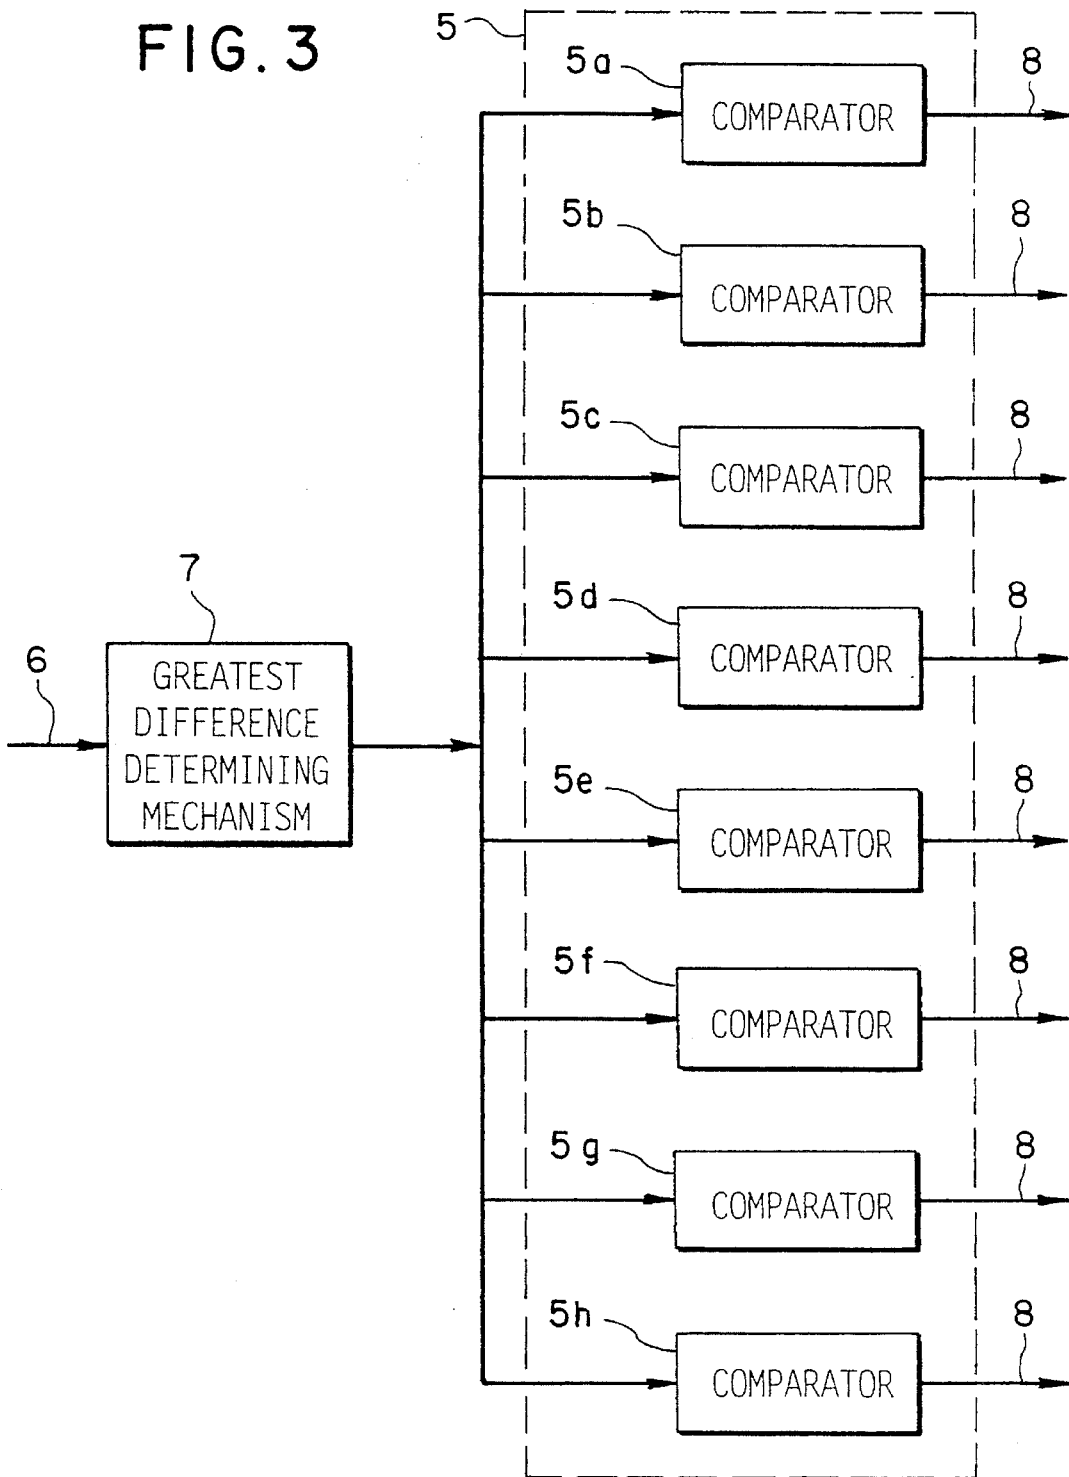 FIG. 3
5
5a
COMPARATOR
8
5b
COMPARATOR
8
5c
COMPARATOR
8
5d
COMPARATOR
8
5e
COMPARATOR
8
5f
COMPARATOR
8
5g
COMPARATOR
8
5h
COMPARATOR
8
6
7
GREATEST
DIFFERENCE
DETERMINING
MECHANISM